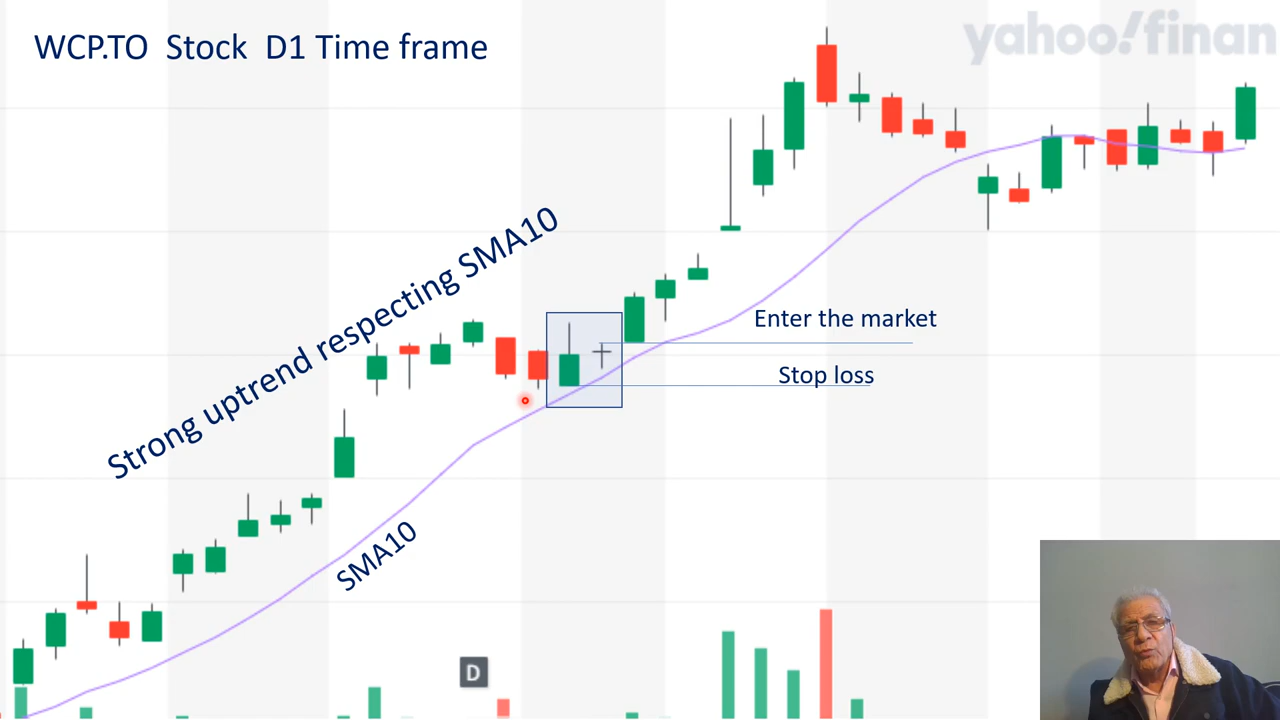 WCP.TO Stock D1 Time frame
yahoo!finan
Strong uptrend respecting SMA10
Enter the market
Stop loss
SMA10
D